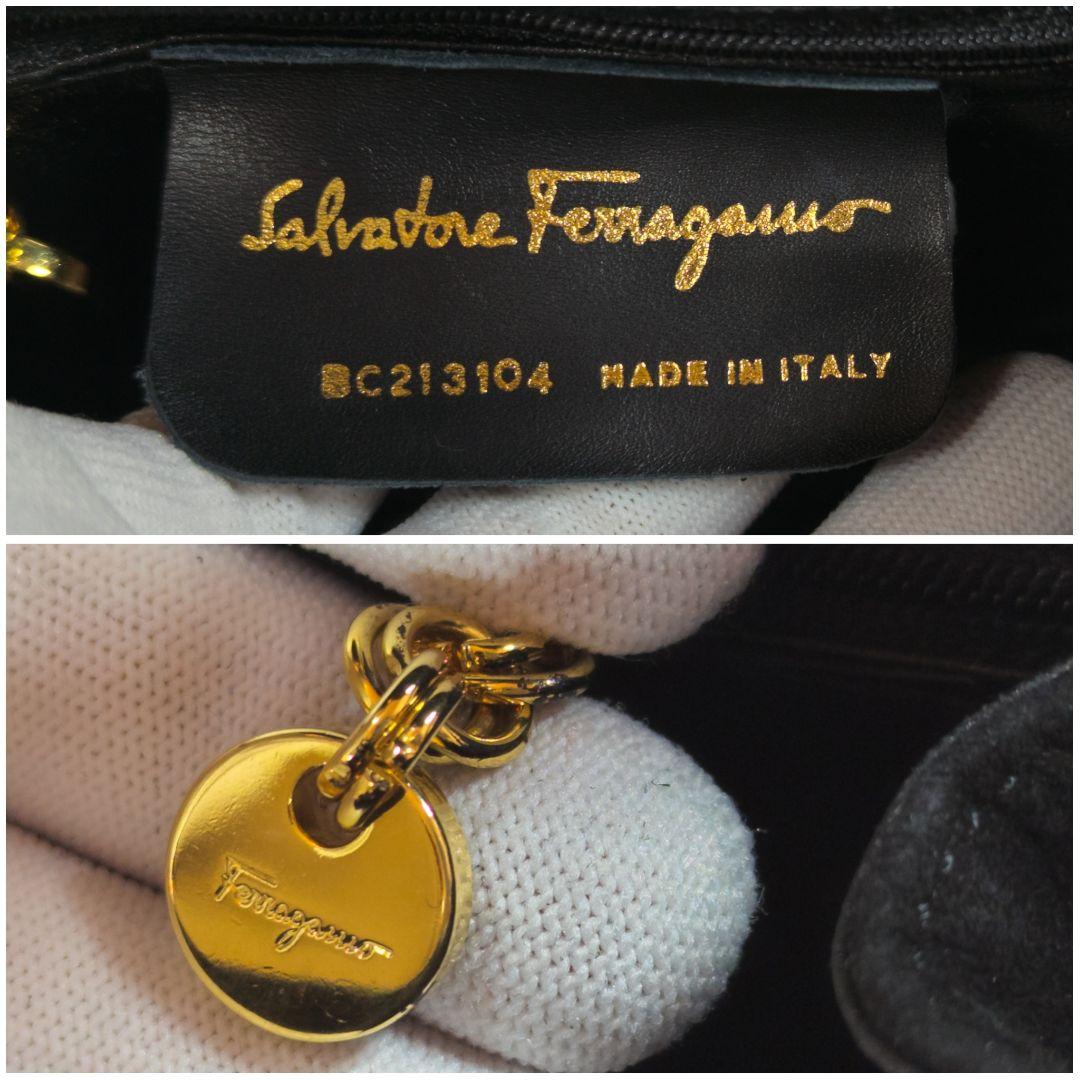 Salvatore Ferragamo
BC213104 MADE IN ITALY
Ferragamo